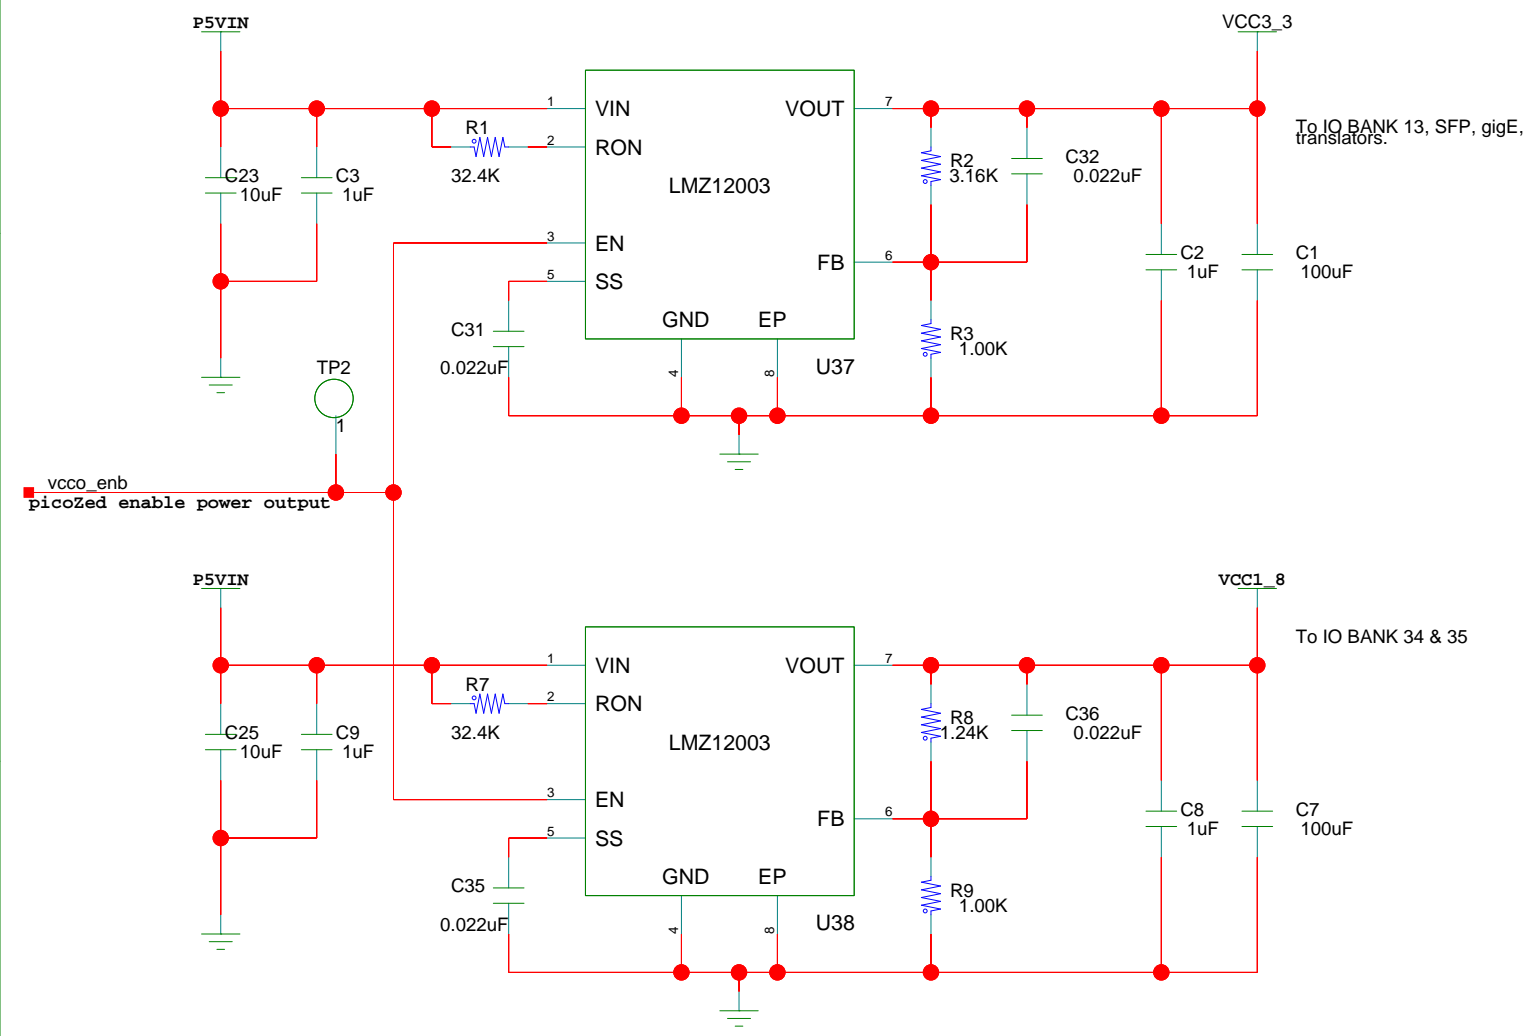 P5VIN
VCC3_3
1 VIN
VOUT 7
To IO BANK 13, SFP, gigE,
translators.
R1
2 RON
32.4K
C23
10uF
C3
1uF
LMZ12003
R2
3.16K
C32
0.022uF
3 EN
FB 6
5 SS
C2
1uF
C1
100uF
GND EP
C31
0.022uF
R3
1.00K
4 8
U37
TP2
1
vcco_enb
picoZed enable power output
P5VIN
VCC1_8
1 VIN
VOUT 7
To IO BANK 34 & 35
R7
2 RON
32.4K
C25
10uF
C9
1uF
LMZ12003
R8
1.24K
C36
0.022uF
3 EN
FB 6
5 SS
C8
1uF
C7
100uF
GND EP
C35
0.022uF
R9
1.00K
4 8
U38